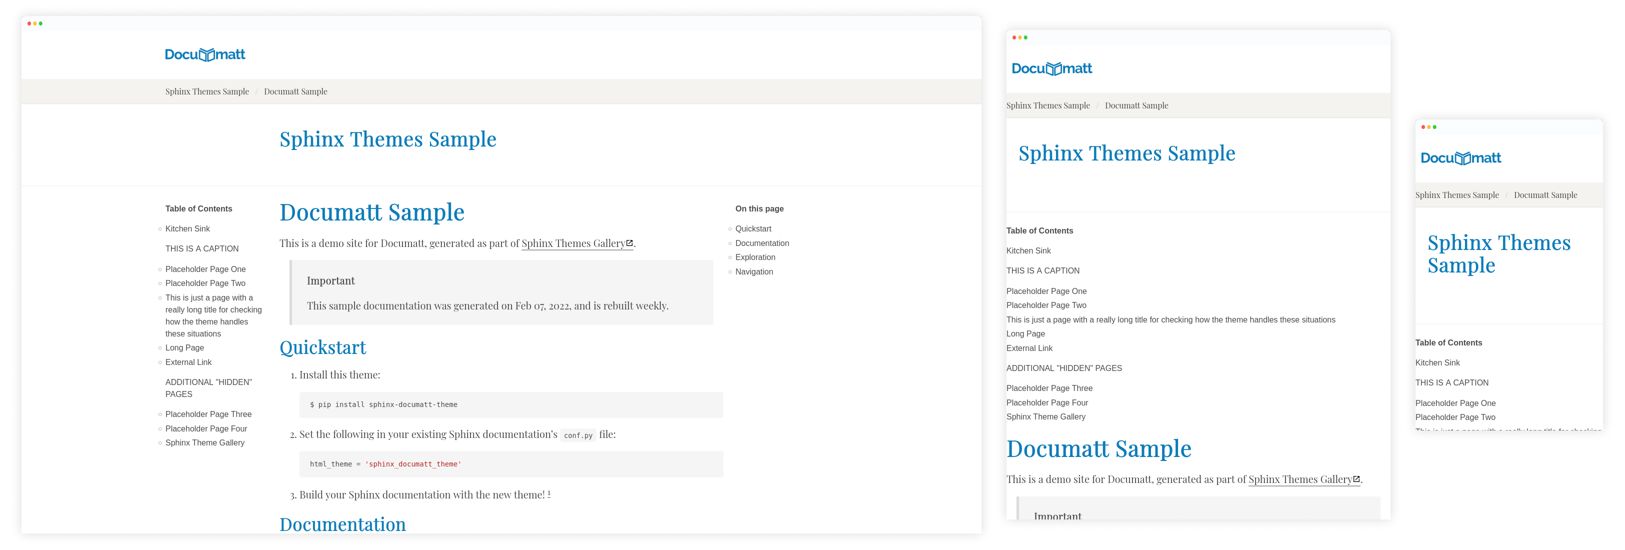 Documatt
Sphinx Themes Sample / Documatt Sample
Sphinx Themes Sample
Table of Contents
Kitchen Sink
THIS IS A CAPTION
Placeholder Page One
Placeholder Page Two
This is just a page with a
really long title for checking
how the theme handles
these situations
Long Page
External Link
ADDITIONAL "HIDDEN"
PAGES
Placeholder Page Three
Placeholder Page Four
Sphinx Theme Gallery
Documatt Sample
This is a demo site for Documatt, generated as part of Sphinx Themes Gallery.
Important
This sample documentation was generated on Feb 07, 2022, and is rebuilt weekly.
Quickstart
1. Install this theme:
$ pip install sphinx-documatt-theme
2. Set the following in your existing Sphinx documentation's conf.py file:
html_theme = 'sphinx_documatt_theme'
3. Build your Sphinx documentation with the new theme! 1
Documentation
On this page
Quickstart
Documentation
Exploration
Navigation
Documatt
Sphinx Themes Sample / Documatt Sample
Sphinx Themes Sample
Table of Contents
Kitchen Sink
THIS IS A CAPTION
Placeholder Page One
Placeholder Page Two
This is just a page with a really long title for checking how the theme handles these situations
Long Page
External Link
ADDITIONAL "HIDDEN" PAGES
Placeholder Page Three
Placeholder Page Four
Sphinx Theme Gallery
Documatt Sample
This is a demo site for Documatt, generated as part of Sphinx Themes Gallery.
Important
Documatt
Sphinx Themes Sample / Documatt Sample
Sphinx Themes
Sample
Table of Contents
Kitchen Sink
THIS IS A CAPTION
Placeholder Page One
Placeholder Page Two
This is just a page with a really long title for checking